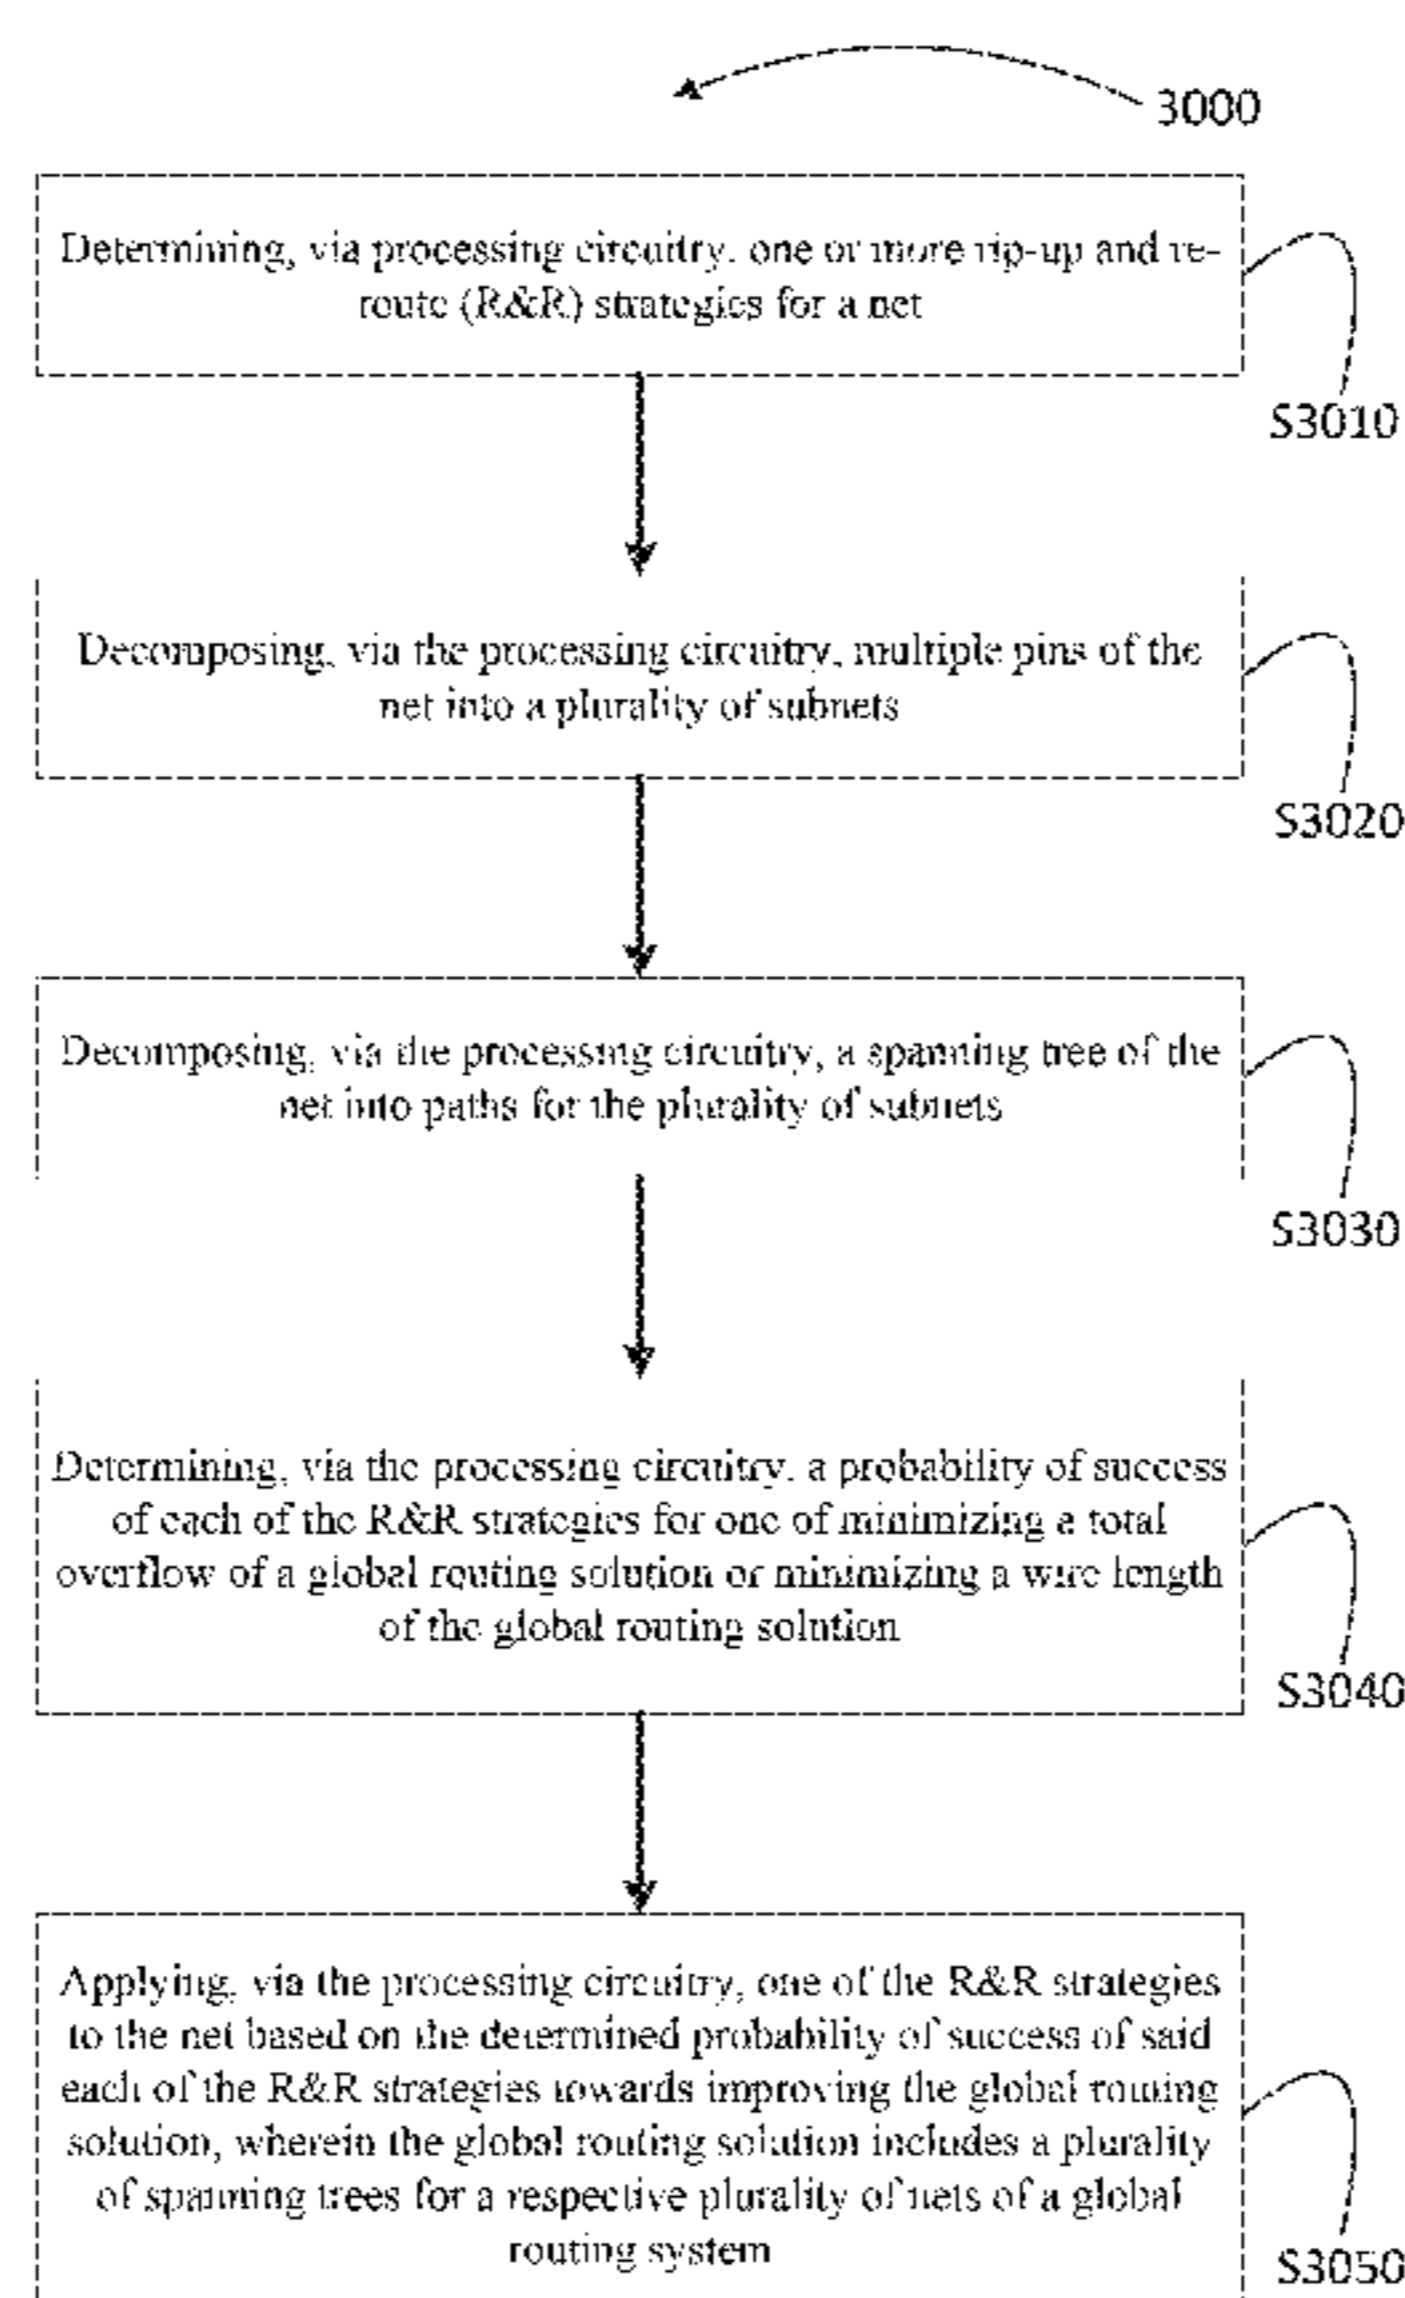 3000
Determining, via processing circuitry, one or more rip-up and re-
route (R&R) strategies for a net
S3010
Decomposing, via the processing circuitry, multiple pins of the
net into a plurality of subnets
S3020
Decomposing, via the processing circuitry, a spanning tree of the
net into paths for the plurality of subnets
S3030
Determining, via the processing circuitry, a probability of success
of each of the R&R strategies for one of minimizing a total
overflow of a global routing solution or minimizing a wire length
of the global routing solution
S3040
Applying, via the processing circuitry, one of the R&R strategies
to the net based on the determined probability of success of said
each of the R&R strategies towards improving the global routing
solution, wherein the global routing solution includes a plurality
of spanning trees for a respective plurality of nets of a global
routing system
S3050